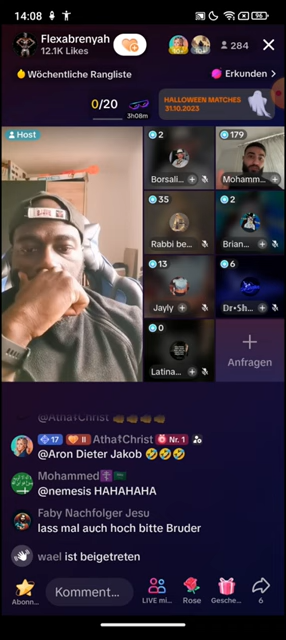 14:08
96
Flexabrenyah
12.1K Likes
284
Wöchentliche Rangliste
Erkunden >
0/20
3h08m
HALLOWEEN MATCHES
31.10.2023
Host
2
Borsali...
179
Mohamm...
35
Rabbi be...
2
Brian...
13
Jayly
6
Dr•Sh...
0
Latina...
Anfragen
@Atha†Christ
17 II Atha†Christ Nr. 1
@Aron Dieter Jakob 🤣🤣🤣
Mohammed
@nemesis HAHAHAHA
Faby Nachfolger Jesu
lass mal auch hoch bitte Bruder
wael ist beigetreten
Abonn...
Komment...
LIVE mi...
Rose
Gesche...
6